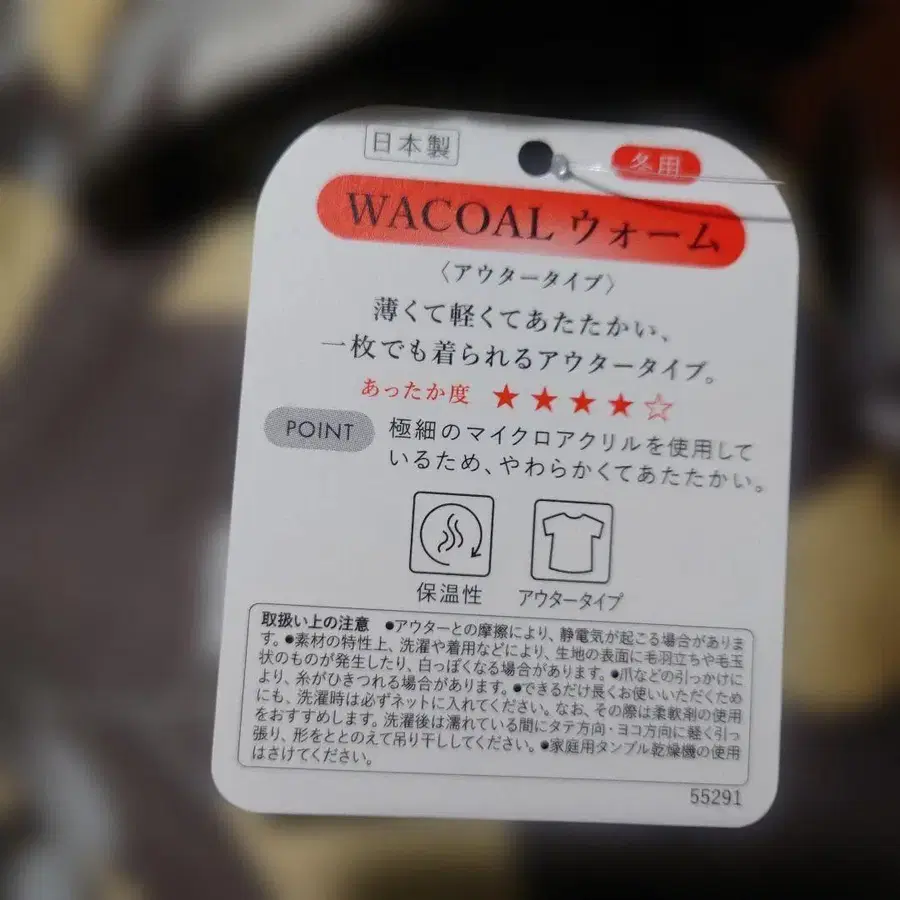 日本製
冬用
WACOAL ウォーム
〈アウタータイプ〉
薄くて軽くてあたたかい、
一枚でも着られるアウタータイプ。
あったか度 ★★★★☆
POINT
極細のマイクロアクリルを使用して
いるため、やわらかくてあたたかい。
保温性
アウタータイプ
取扱い上の注意 ●アウターとの摩擦により、静電気が起こる場合がありま
す。●素材の特性上、洗濯や着用などにより、生地の表面に毛羽立ちや毛玉
状のものが発生したり、白っぽくなる場合があります。●爪などの引っかけに
より、糸がひきつれる場合があります。●できるだけ長くお使いいただくため
にも、洗濯時は必ずネットに入れてください。なお、その際は柔軟剤の使用
をおすすめします。洗濯後は濡れている間にタテ方向・ヨコ方向に軽く引っ
張り、形をととのえて吊り干ししてください。●家庭用タンブル乾燥機の使用
はさけてください。
55291